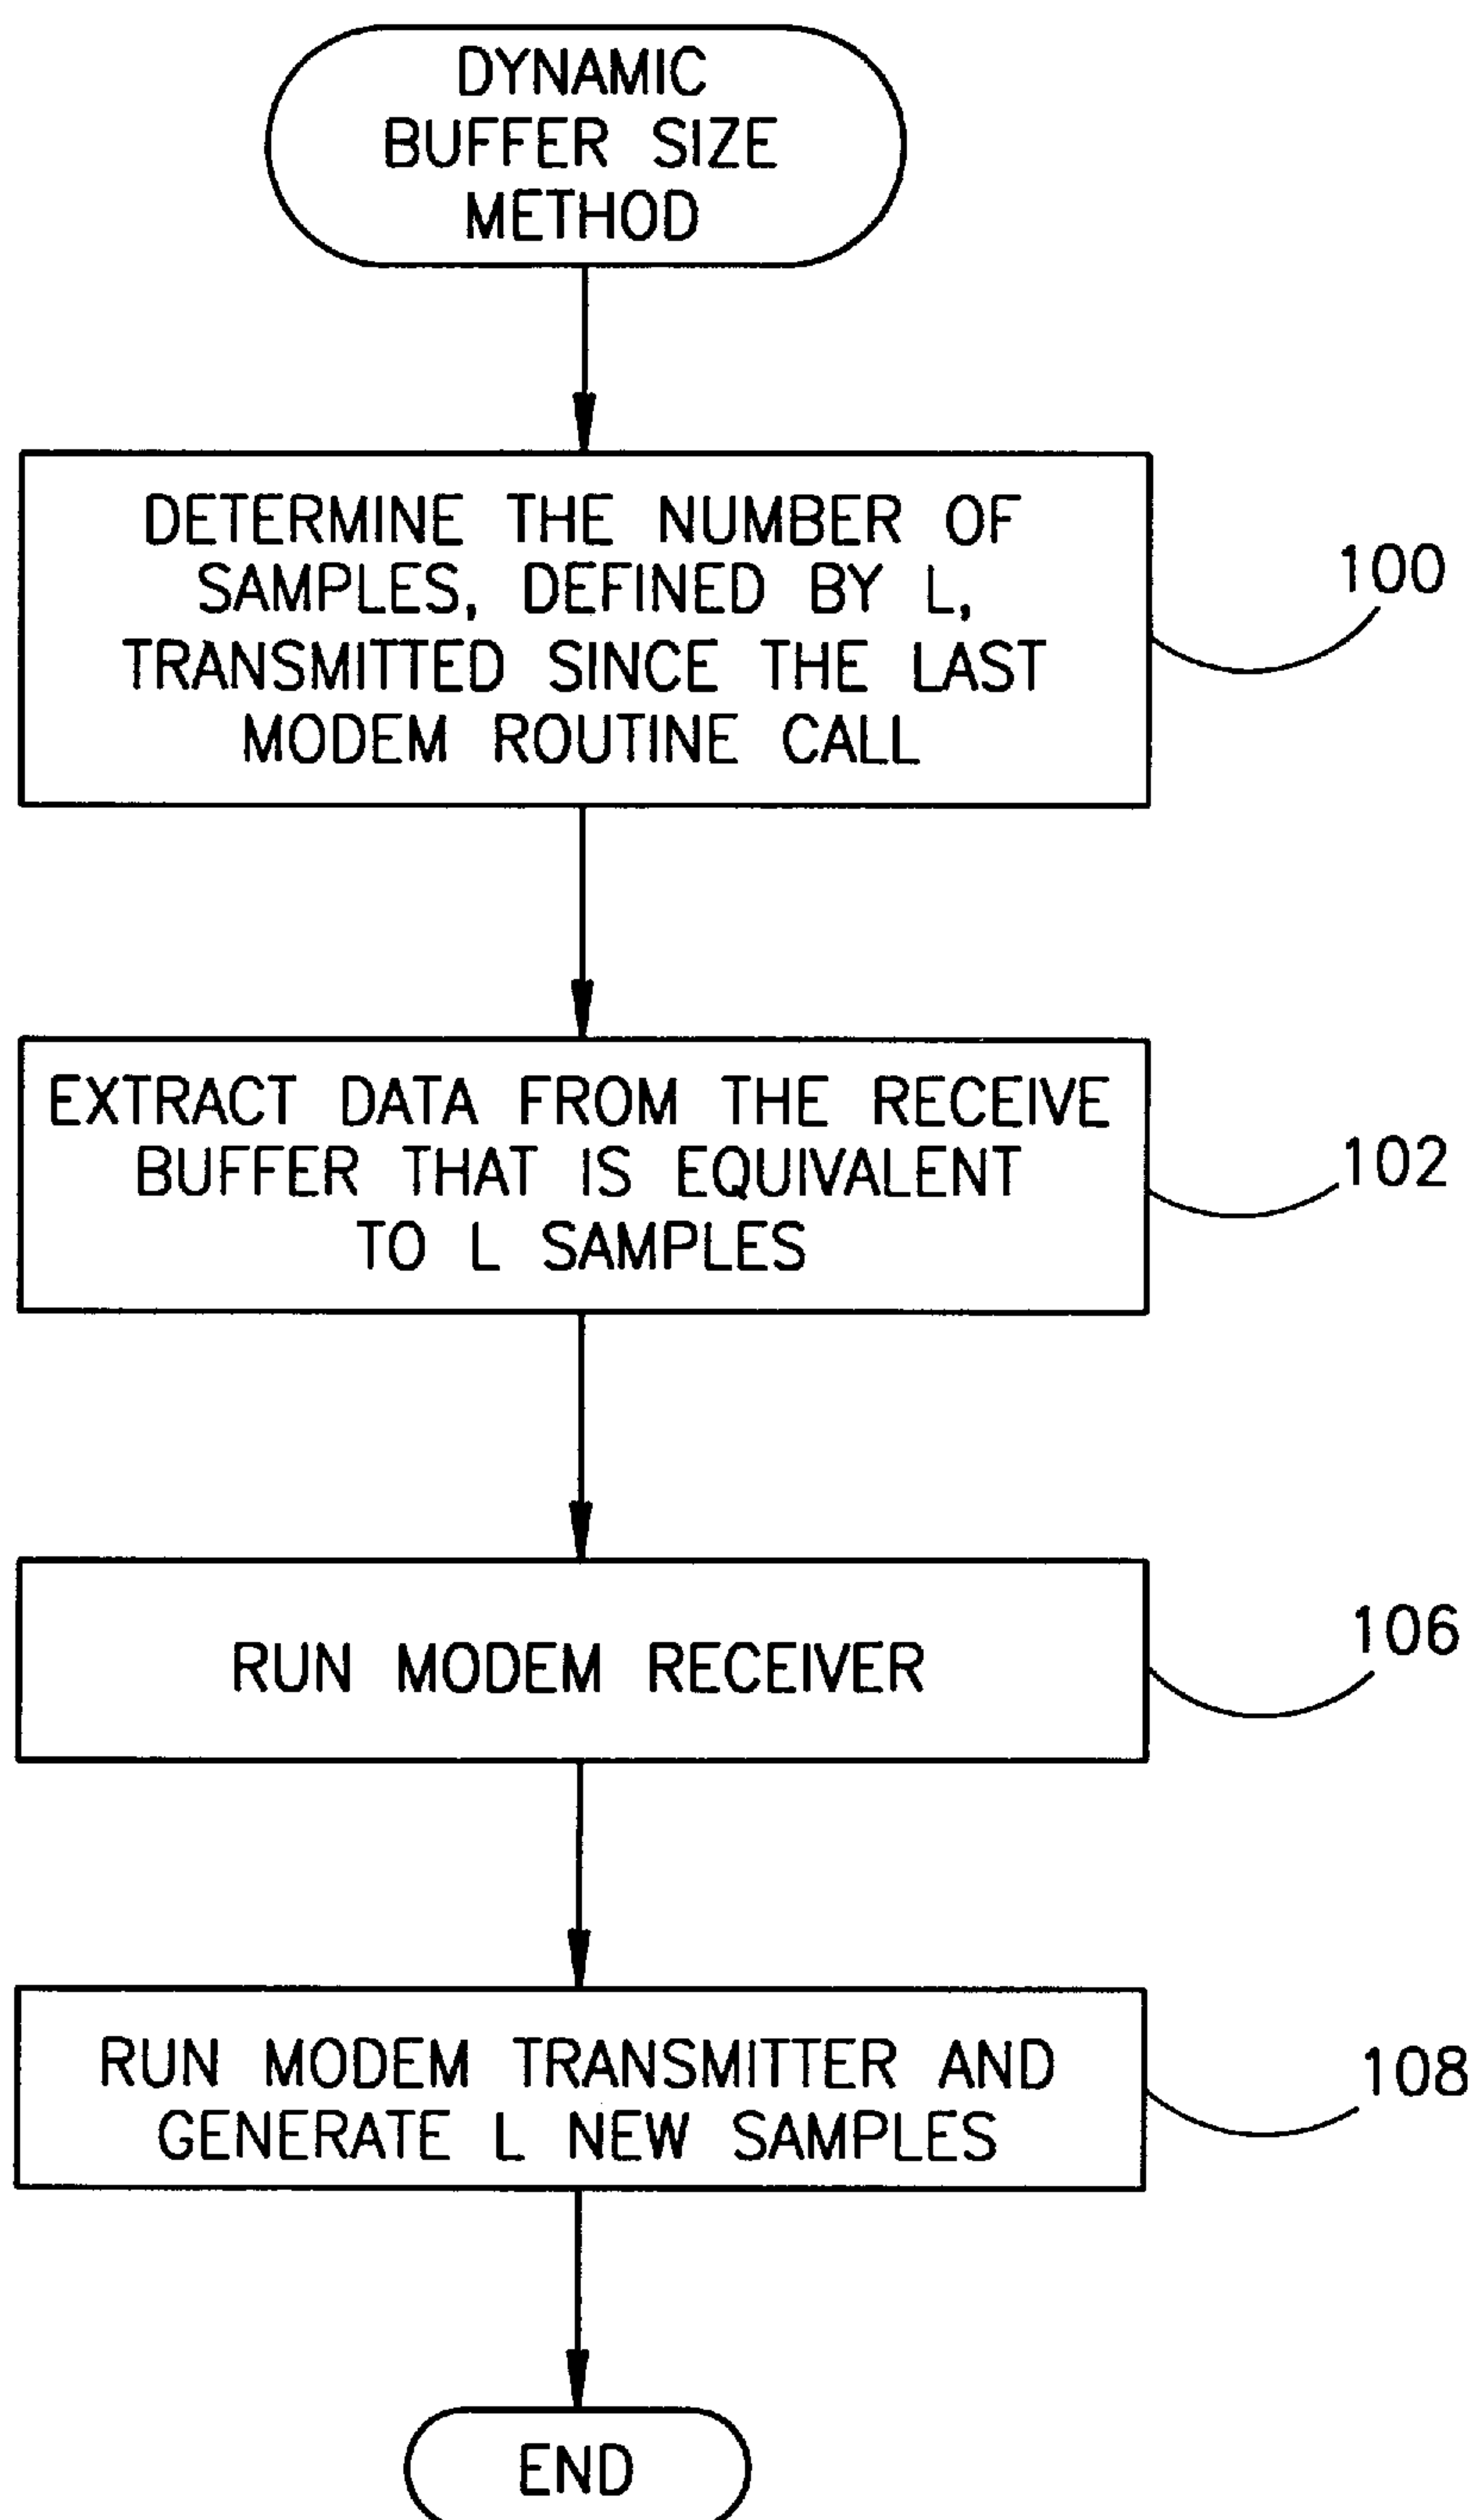 DYNAMIC
BUFFER SIZE
METHOD
DETERMINE THE NUMBER OF
SAMPLES, DEFINED BY L,
TRANSMITTED SINCE THE LAST
MODEM ROUTINE CALL
100
EXTRACT DATA FROM THE RECEIVE
BUFFER THAT IS EQUIVALENT
TO L SAMPLES
102
RUN MODEM RECEIVER
106
RUN MODEM TRANSMITTER AND
GENERATE L NEW SAMPLES
108
END